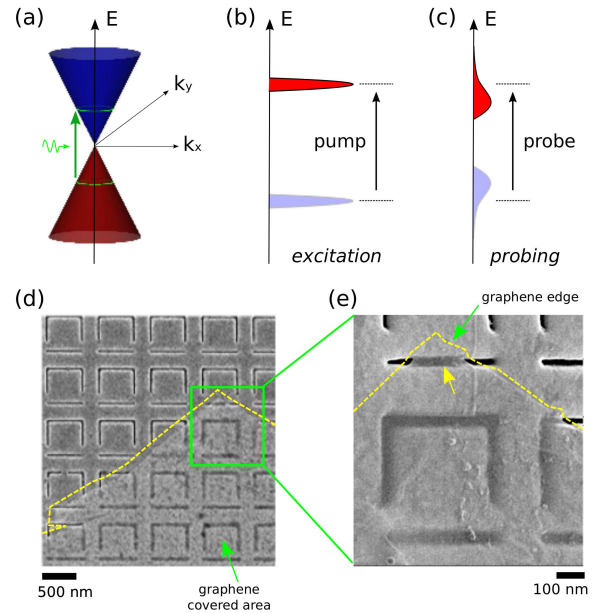 (a)
E
ky
kx
(b)
E
pump
excitation
(c)
E
probe
probing
(d)
graphene
covered area
500 nm
(e)
graphene edge
100 nm